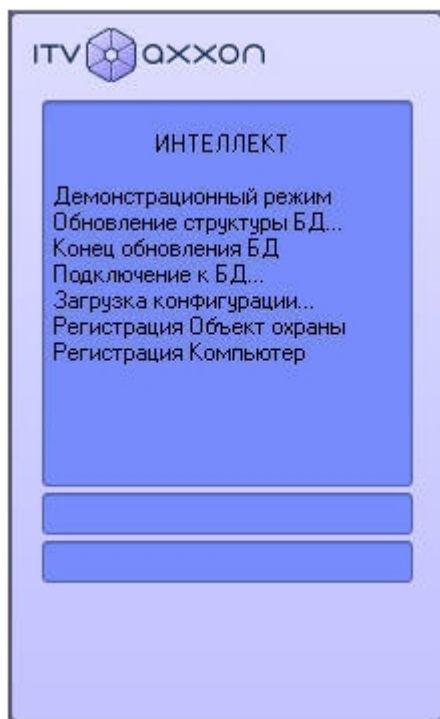 ITV axxon
ИНТЕЛЛЕКТ
Демонстрационный режим
Обновление структуры БД...
Конец обновления БД
Подключение к БД...
Загрузка конфигурации...
Регистрация Объект охраны
Регистрация Компьютер